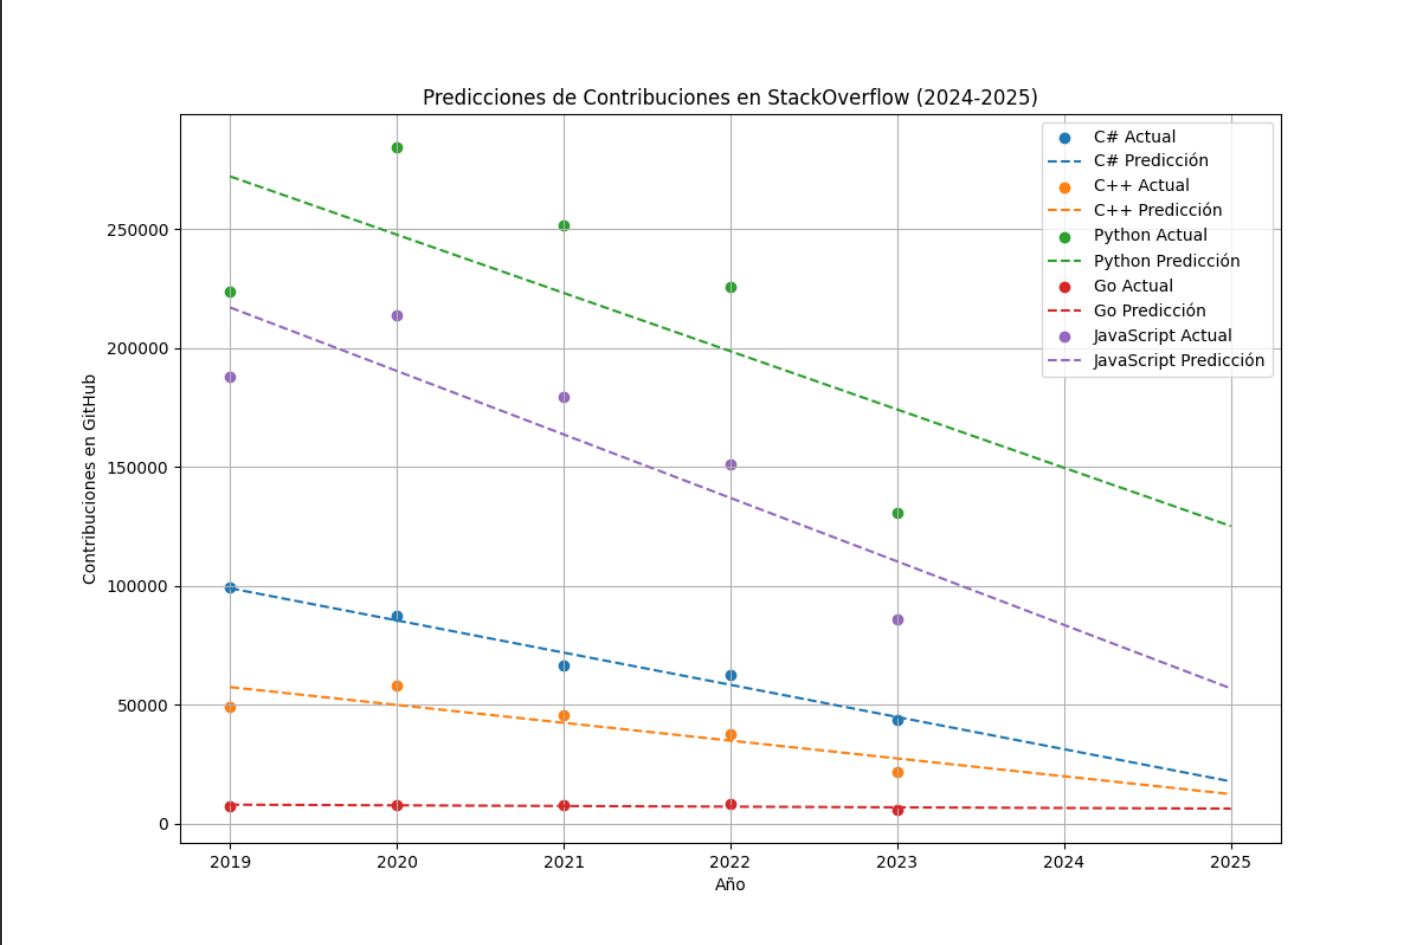 Predicciones de Contribuciones en StackOverflow (2024-2025)
C# Actual
C# Predicción
C++ Actual
C++ Predicción
Python Actual
Python Predicción
Go Actual
Go Predicción
JavaScript Actual
JavaScript Predicción
Contribuciones en GitHub
250000
200000
150000
100000
50000
0
2019 2020 2021 2022 2023 2024 2025
Año